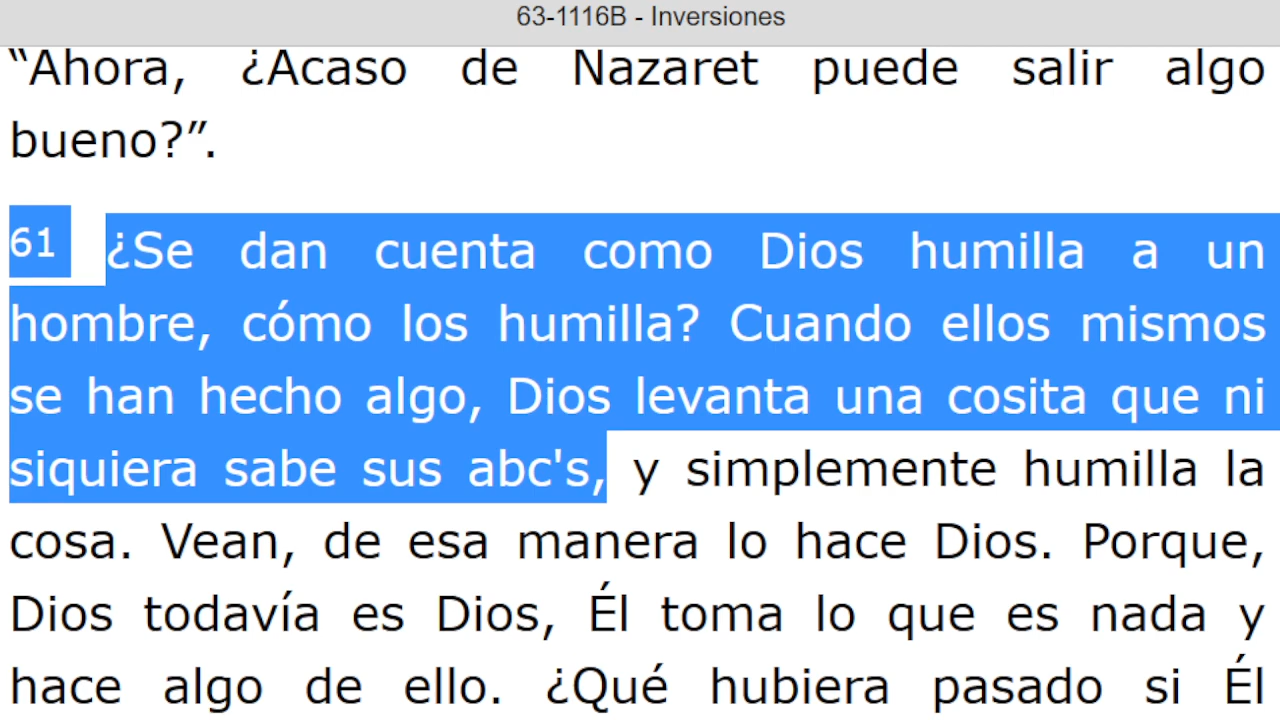 63-1116B - Inversiones
“Ahora, ¿Acaso de Nazaret puede salir algo
bueno?”.
61 ¿Se dan cuenta como Dios humilla a un
hombre, cómo los humilla? Cuando ellos mismos
se han hecho algo, Dios levanta una cosita que ni
siquiera sabe sus abc's, y simplemente humilla la
cosa. Vean, de esa manera lo hace Dios. Porque,
Dios todavía es Dios, Él toma lo que es nada y
hace algo de ello. ¿Qué hubiera pasado si Él